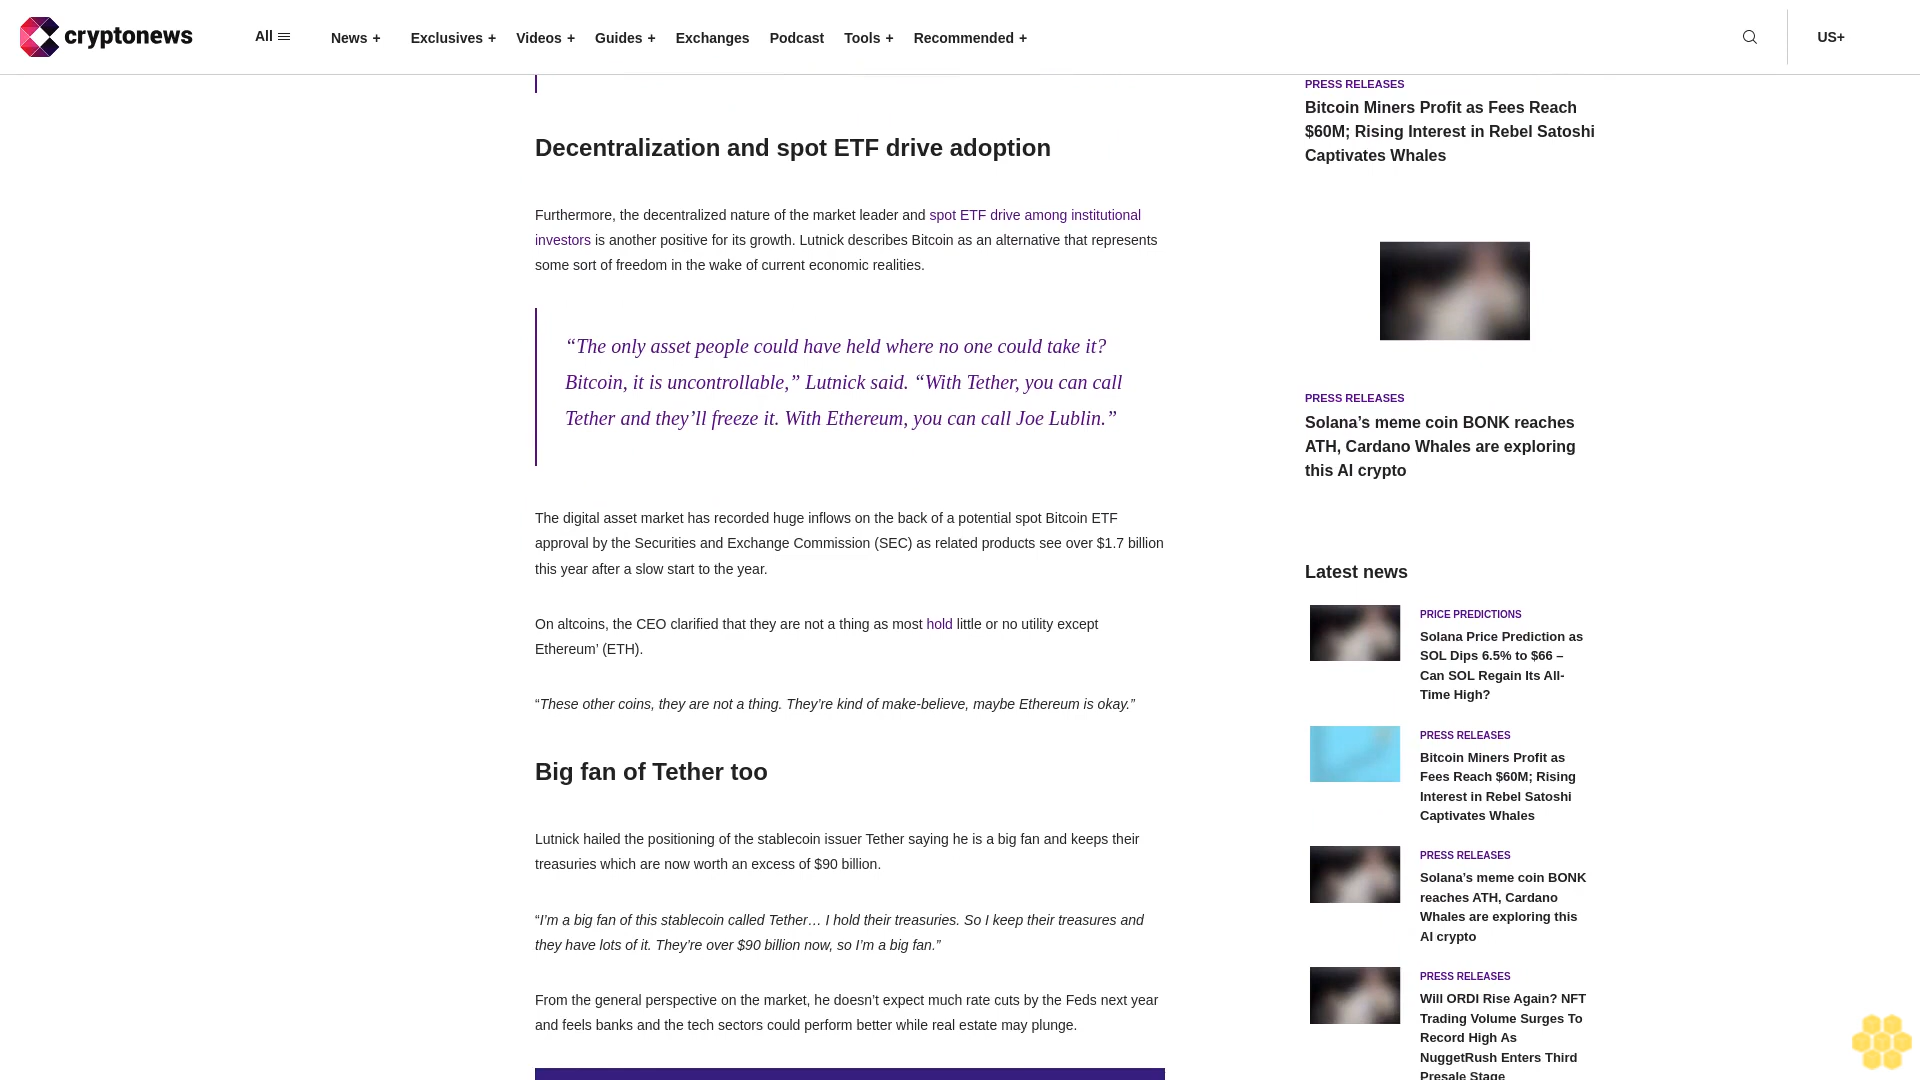 cryptonews
All
News +
Exclusives +
Videos +
Guides +
Exchanges
Podcast
Tools +
Recommended +
US+
Decentralization and spot ETF drive adoption
Furthermore, the decentralized nature of the market leader and spot ETF drive among institutional
investors is another positive for its growth. Lutnick describes Bitcoin as an alternative that represents
some sort of freedom in the wake of current economic realities.
“The only asset people could have held where no one could take it?
Bitcoin, it is uncontrollable,” Lutnick said. “With Tether, you can call
Tether and they’ll freeze it. With Ethereum, you can call Joe Lublin.”
The digital asset market has recorded huge inflows on the back of a potential spot Bitcoin ETF
approval by the Securities and Exchange Commission (SEC) as related products see over $1.7 billion
this year after a slow start to the year.
On altcoins, the CEO clarified that they are not a thing as most hold little or no utility except
Ethereum’ (ETH).
“These other coins, they are not a thing. They’re kind of make-believe, maybe Ethereum is okay.”
Big fan of Tether too
Lutnick hailed the positioning of the stablecoin issuer Tether saying he is a big fan and keeps their
treasuries which are now worth an excess of $90 billion.
“I’m a big fan of this stablecoin called Tether… I hold their treasuries. So I keep their treasures and
they have lots of it. They’re over $90 billion now, so I’m a big fan.”
From the general perspective on the market, he doesn’t expect much rate cuts by the Feds next year
and feels banks and the tech sectors could perform better while real estate may plunge.
PRESS RELEASES
Bitcoin Miners Profit as Fees Reach
$60M; Rising Interest in Rebel Satoshi
Captivates Whales
PRESS RELEASES
Solana’s meme coin BONK reaches
ATH, Cardano Whales are exploring
this AI crypto
Latest news
PRICE PREDICTIONS
Solana Price Prediction as
SOL Dips 6.5% to $66 –
Can SOL Regain Its All-
Time High?
PRESS RELEASES
Bitcoin Miners Profit as
Fees Reach $60M; Rising
Interest in Rebel Satoshi
Captivates Whales
PRESS RELEASES
Solana’s meme coin BONK
reaches ATH, Cardano
Whales are exploring this
AI crypto
PRESS RELEASES
Will ORDI Rise Again? NFT
Trading Volume Surges To
Record High As
NuggetRush Enters Third
Presale Stage